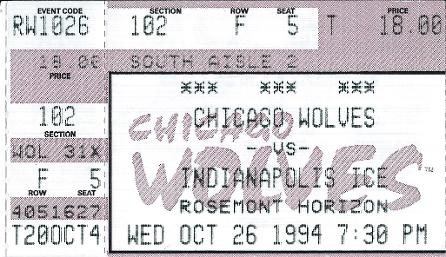 EVENT CODE SECTION ROW SEAT PRICE
RW1026 102 F 5 T 18.00
18.00 SOUTH AISLE 2
PRICE
*** *** ***
102 CHICAGO WOLVES
SECTION
CHICAGO
WOLVES™
WOL 31X -VS-
F 5 INDIANAPOLIS ICE
ROW SEAT
4051627 ROSEMONT HORIZON
T20OCT4 WED OCT 26 1994 7:30 PM